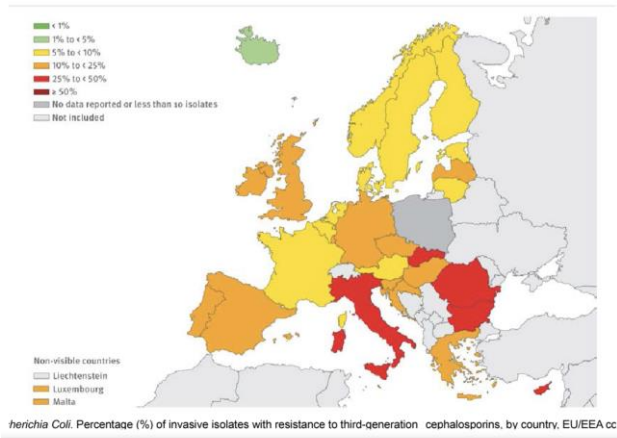 < 1%
1% to < 5%
5% to < 10%
10% to < 25%
25% to < 50%
≥ 50%
No data reported or less than 10 isolates
Not included
Non-visible countries
Liechtenstein
Luxembourg
Malta
herichia Coli. Percentage (%) of invasive isolates with resistance to third-generation cephalosporins, by country, EU/EEA co